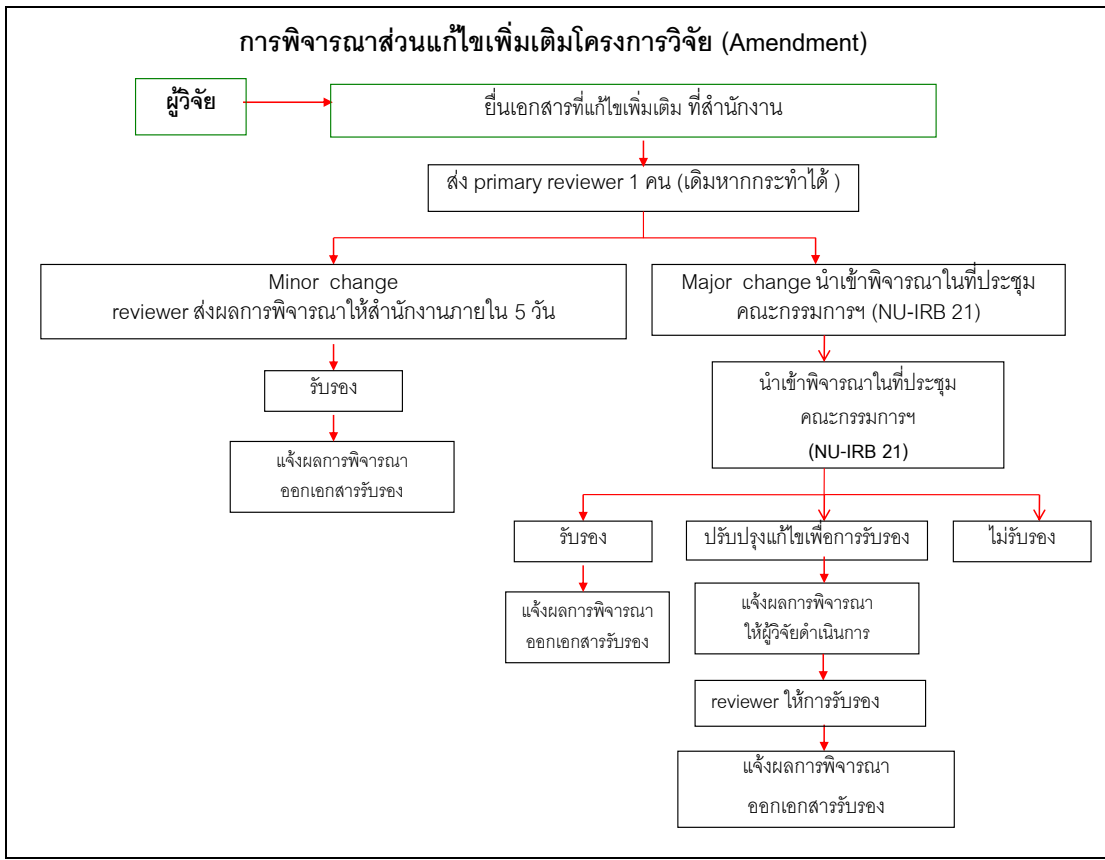 การพิจารณาส่วนแก้ไขเพิ่มเติมโครงการวิจัย (Amendment)
ผู้วิจัย
ยื่นเอกสารที่แก้ไขเพิ่มเติม ที่สำนักงาน
ส่ง primary reviewer 1 คน (เดิมหากกระทำได้ )
Minor change
reviewer ส่งผลการพิจารณาให้สำนักงานภายใน 5 วัน
Major change นำเข้าพิจารณาในที่ประชุม
คณะกรรมการฯ (NU-IRB 21)
รับรอง
แจ้งผลการพิจารณา
ออกเอกสารรับรอง
นำเข้าพิจารณาในที่ประชุม
คณะกรรมการฯ
(NU-IRB 21)
รับรอง
ปรับปรุงแก้ไขเพื่อการรับรอง
ไม่รับรอง
แจ้งผลการพิจารณา
ออกเอกสารรับรอง
แจ้งผลการพิจารณา
ให้ผู้วิจัยดำเนินการ
reviewer ให้การรับรอง
แจ้งผลการพิจารณา
ออกเอกสารรับรอง